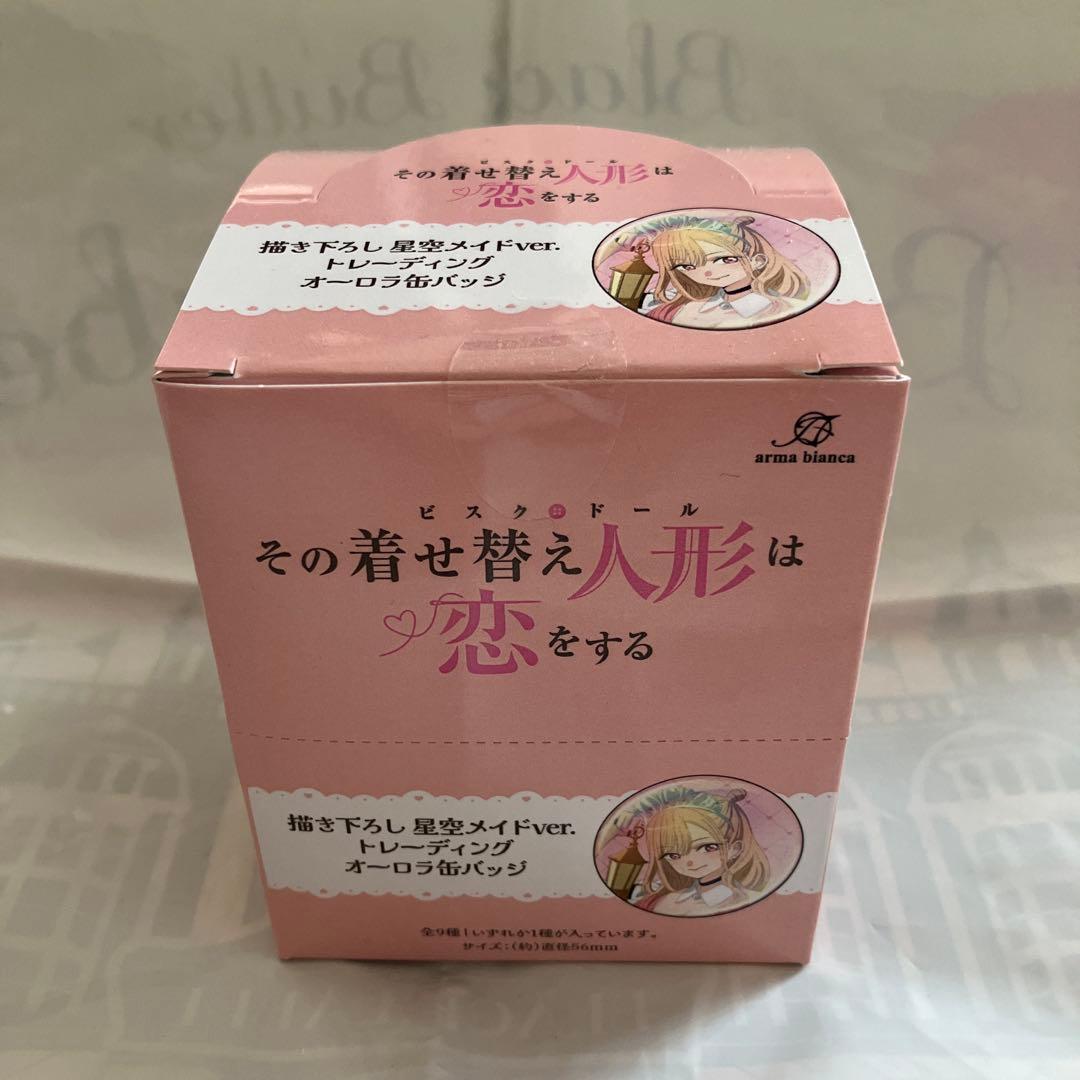 Black
Butler
ビスク・ドール
その着せ替え人形は
恋をする
描き下ろし 星空メイドver.
トレーディング
オーロラ缶バッジ
arma bianca
ビスク・ドール
その着せ替え人形は
恋をする
描き下ろし 星空メイドver.
トレーディング
オーロラ缶バッジ
全9種|いずれか1種が入っています。
サイズ:(約)直径56mm